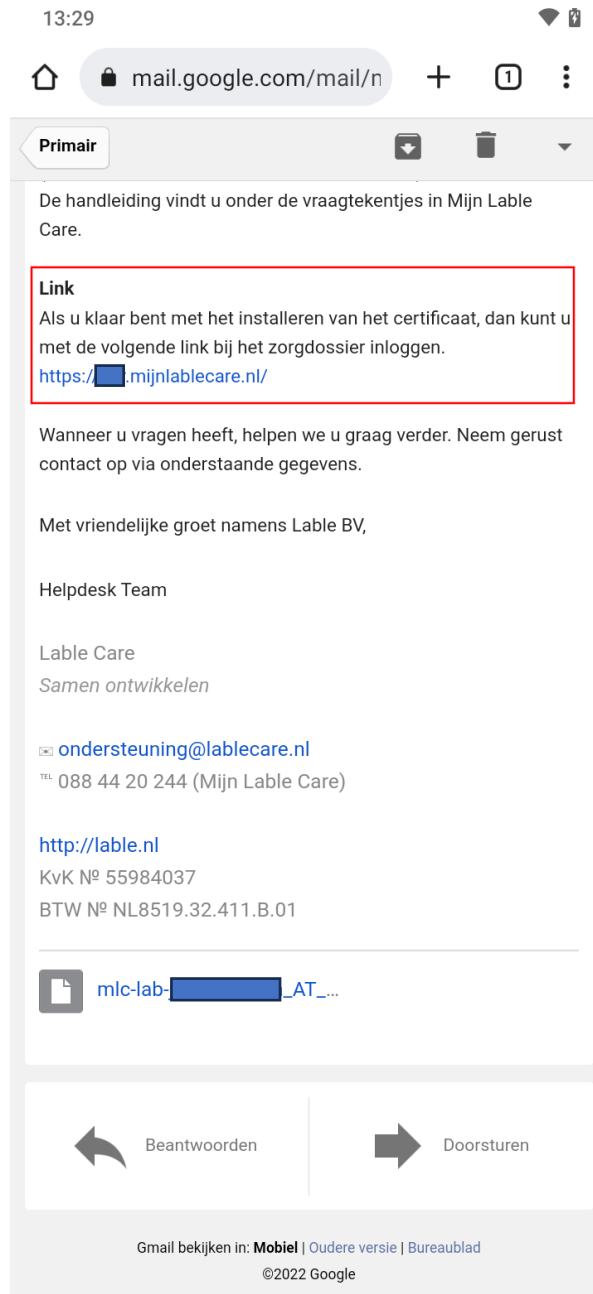 13:29
mail.google.com/mail/n
1
Primair
De handleiding vindt u onder de vraagtekentjes in Mijn Lable
Care.
Link
Als u klaar bent met het installeren van het certificaat, dan kunt u
met de volgende link bij het zorgdossier inloggen.
https:/ .mijnlablecare.nl/
Wanneer u vragen heeft, helpen we u graag verder. Neem gerust
contact op via onderstaande gegevens.
Met vriendelijke groet namens Lable BV,
Helpdesk Team
Lable Care
Samen ontwikkelen
ondersteuning@lablecare.nl
℡ 088 44 20 244 (Mijn Lable Care)
http://lable.nl
KvK № 55984037
BTW № NL8519.32.411.B.01
mlc-lab- _AT_...
Beantwoorden
Doorsturen
Gmail bekijken in: Mobiel | Oudere versie | Bureaublad
©2022 Google